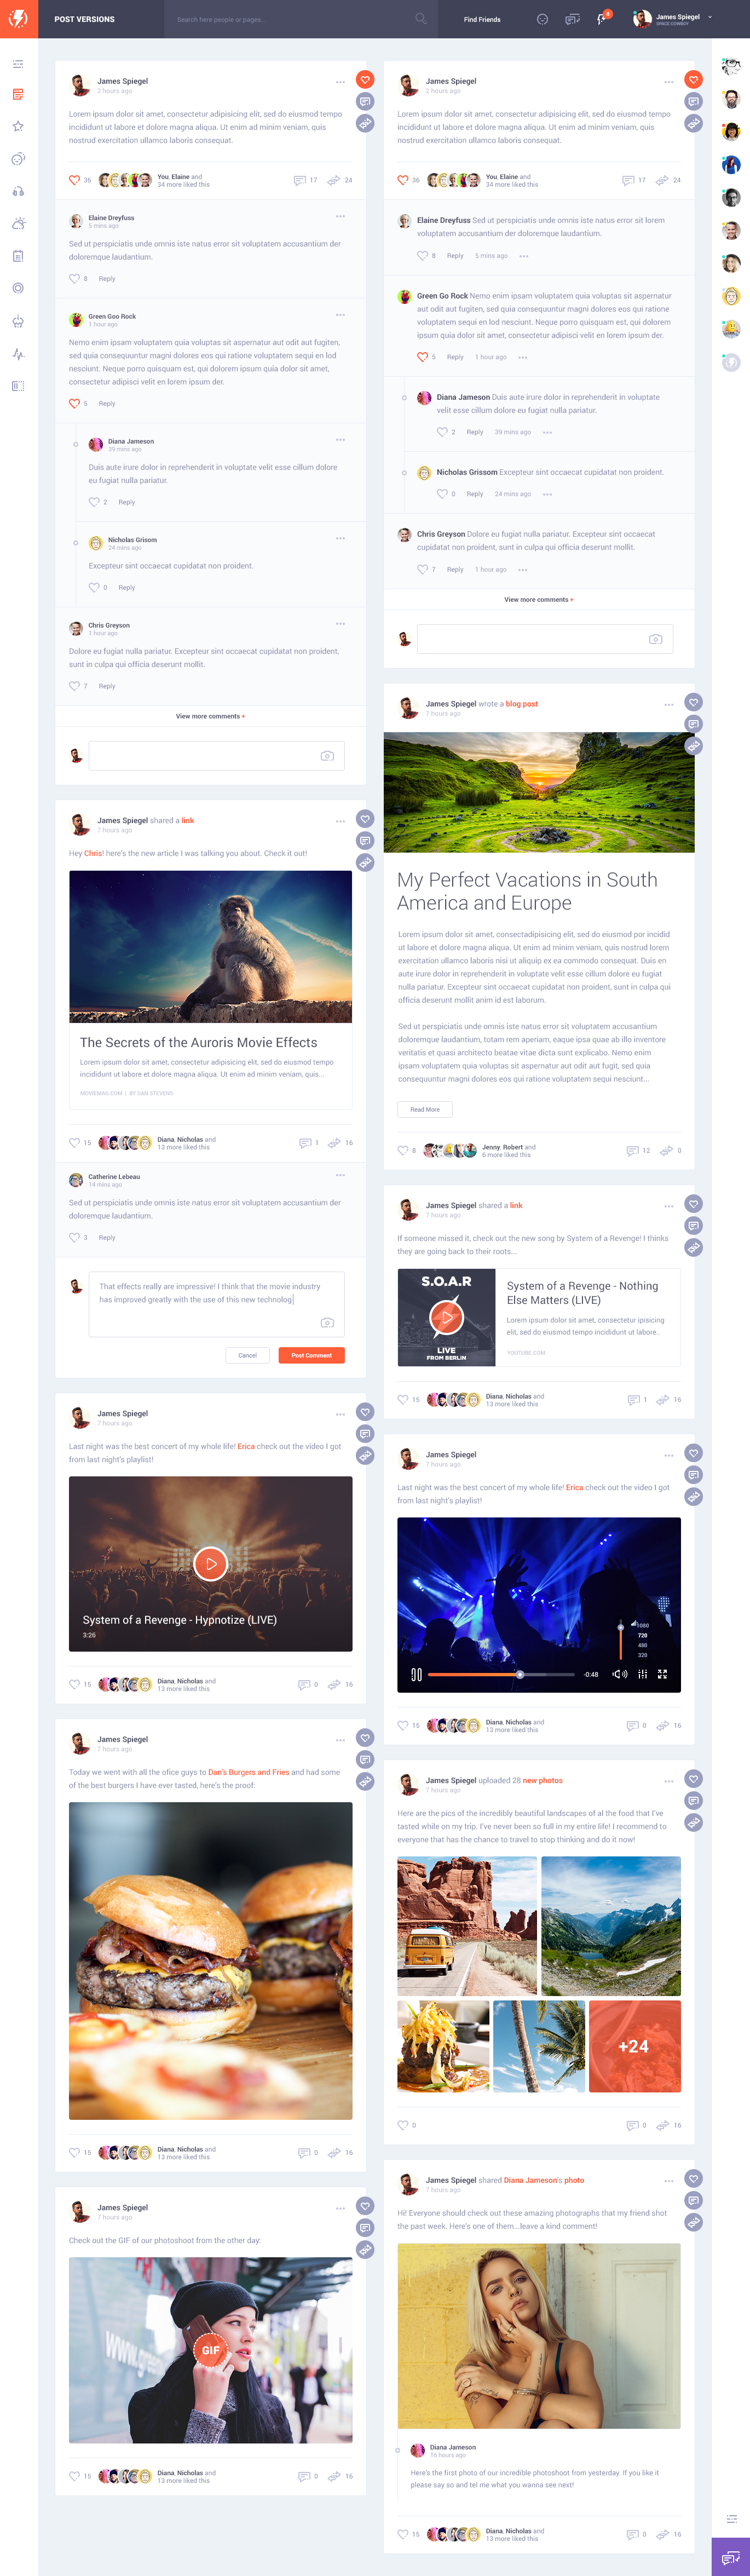 POST VERSIONS
Search here people or pages...
Find Friends
8
James Spiegel
SPACE COWBOY
James Spiegel
2 hours ago
Lorem ipsum dolor sit amet, consectetur adipisicing elit, sed do eiusmod tempo
incididunt ut labore et dolore magna aliqua. Ut enim ad minim veniam, quis
nostrud exercitation ullamco laboris consequat.
36
You, Elaine and
34 more liked this
17
24
Elaine Dreyfuss
5 mins ago
Sed ut perspiciatis unde omnis iste natus error sit voluptatem accusantium der
doloremque laudantium.
8
Reply
Green Goo Rock
1 hour ago
Nemo enim ipsam voluptatem quia voluptas sit aspernatur aut odit aut fugiten,
sed quia consequuntur magni dolores eos qui ratione voluptatem sequi en lod
nesciunt. Neque porro quisquam est, qui dolorem ipsum quia dolor sit amet,
consectetur adipisci velit en lorem ipsum der.
5
Reply
Diana Jameson
39 mins ago
Duis aute irure dolor in reprehenderit in voluptate velit esse cillum dolore
eu fugiat nulla pariatur.
2
Reply
Nicholas Grisom
24 mins ago
Excepteur sint occaecat cupidatat non proident.
0
Reply
Chris Greyson
1 hour ago
Dolore eu fugiat nulla pariatur. Excepteur sint occaecat cupidatat non proident,
sunt in culpa qui officia deserunt mollit.
7
Reply
View more comments +
James Spiegel shared a link
7 hours ago
Hey Chris! here's the new article I was talking you about. Check it out!
The Secrets of the Auroris Movie Effects
Lorem ipsum dolor sit amet, consectetur adipisicing elit, sed do eiusmod tempo
incididunt ut labore et dolore magna aliqua. Ut enim ad minim veniam, quis...
MOVIEMAG.COM | BY DAN STEVENS
15
Diana, Nicholas and
13 more liked this
1
16
Catherine Lebeau
14 mins ago
Sed ut perspiciatis unde omnis iste natus error sit voluptatem accusantium der
doloremque laudantium.
3
Reply
That effects really are impressive! I think that the movie industry
has improved greatly with the use of this new technolog
Cancel
Post Comment
James Spiegel
7 hours ago
Last night was the best concert of my whole life! Erica check out the video I got
from last night's playlist!
System of a Revenge - Hypnotize (LIVE)
3:26
15
Diana, Nicholas and
13 more liked this
0
16
James Spiegel
7 hours ago
Today we went with all the ofice guys to Dan's Burgers and Fries and had some
of the best burgers I have ever tasted, here's the proof:
15
Diana, Nicholas and
13 more liked this
0
16
James Spiegel
7 hours ago
Check out the GIF of our photoshoot from the other day:
GIF
15
Diana, Nicholas and
13 more liked this
0
16
James Spiegel
2 hours ago
Lorem ipsum dolor sit amet, consectetur adipisicing elit, sed do eiusmod tempo
incididunt ut labore et dolore magna aliqua. Ut enim ad minim veniam, quis
nostrud exercitation ullamco laboris consequat.
36
You, Elaine and
34 more liked this
17
24
Elaine Dreyfuss Sed ut perspiciatis unde omnis iste natus error sit lorem
voluptatem accusantium der doloremque laudantium.
8
Reply
5 mins ago
Green Go Rock Nemo enim ipsam voluptatem quia voluptas sit aspernatur
aut odit aut fugiten, sed quia consequuntur magni dolores eos qui ratione
voluptatem sequi en lod nesciunt. Neque porro quisquam est, qui dolorem
ipsum quia dolor sit amet, consectetur adipisci velit en lorem ipsum der.
5
Reply
1 hour ago
Diana Jameson Duis aute irure dolor in reprehenderit in voluptate
velit esse cillum dolore eu fugiat nulla pariatur.
2
Reply
39 mins ago
Nicholas Grissom Excepteur sint occaecat cupidatat non proident.
0
Reply
24 mins ago
Chris Greyson Dolore eu fugiat nulla pariatur. Excepteur sint occaecat
cupidatat non proident, sunt in culpa qui officia deserunt mollit.
7
Reply
1 hour ago
View more comments +
James Spiegel wrote a blog post
7 hours ago
My Perfect Vacations in South
America and Europe
Lorem ipsum dolor sit amet, consectadipisicing elit, sed do eiusmod por incidid
ut labore et dolore magna aliqua. Ut enim ad minim veniam, quis nostrud lorem
exercitation ullamco laboris nisi ut aliquip ex ea commodo consequat. Duis en
aute irure dolor in reprehenderit in voluptate velit esse cillum dolore eu fugiat
nulla pariatur. Excepteur sint occaecat cupidatat non proident, sunt in culpa qui
officia deserunt mollit anim id est laborum.
Sed ut perspiciatis unde omnis iste natus error sit voluptatem accusantium
doloremque laudantium, totam rem aperiam, eaque ipsa quae ab illo inventore
veritatis et quasi architecto beatae vitae dicta sunt explicabo. Nemo enim
ipsam voluptatem quia voluptas sit aspernatur aut odit aut fugit, sed quia
consequuntur magni dolores eos qui ratione voluptatem sequi nesciunt...
Read More
8
Jenny, Robert and
6 more liked this
12
0
James Spiegel shared a link
7 hours ago
If someone missed it, check out the new song by System of a Revenge! I thinks
they are going back to their roots...
S.O.A.R
LIVE
FROM BERLIN
System of a Revenge - Nothing
Else Matters (LIVE)
Lorem ipsum dolor sit amet, consectetur ipisicing
elit, sed do eiusmod tempo incididunt ut labore..
YOUTUBE.COM
15
Diana, Nicholas and
13 more liked this
1
16
James Spiegel
7 hours ago
Last night was the best concert of my whole life! Erica check out the video I got
from last night's playlist!
1080
720
480
320
-0:48
15
Diana, Nicholas and
13 more liked this
0
16
James Spiegel uploaded 28 new photos
7 hours ago
Here are the pics of the incredibly beautiful landscapes of al the food that I've
tasted while on my trip. I've never been so full in my entire life! I recommend to
everyone that has the chance to travel to stop thinking and do it now!
+24
0
0
16
James Spiegel shared Diana Jameson's photo
7 hours ago
Hi! Everyone should check out these amazing photographs that my friend shot
the past week. Here's one of them...leave a kind comment!
Diana Jameson
16 hours ago
Here's the first photo of our incredible photoshoot from yesterday. If you like it
please say so and tel me what you wanna see next!
15
Diana, Nicholas and
13 more liked this
0
16